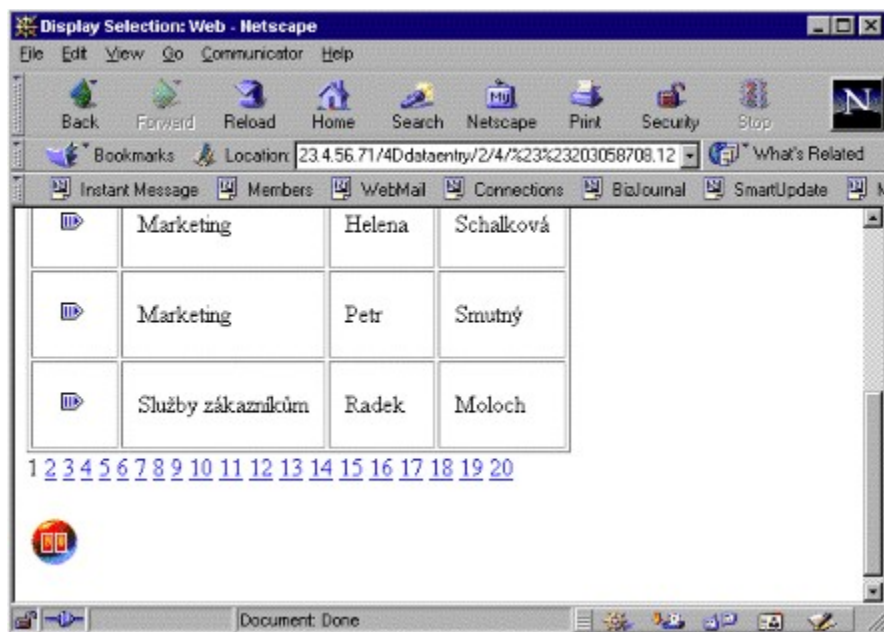 Display Selection: Web - Netscape
File Edit View Go Communicator Help
Back Forward Reload Home Search Netscape Print Security Stop
Bookmarks Location: 23.4.56.71/4Ddataentry/2/4/%23%23203058708.12 What's Related
Instant Message Members WebMail Connections BizJournal SmartUpdate
Marketing Helena Schalková
Marketing Petr Smutný
Služby zákazníkům Radek Moloch
1 2 3 4 5 6 7 8 9 10 11 12 13 14 15 16 17 18 19 20
Document: Done